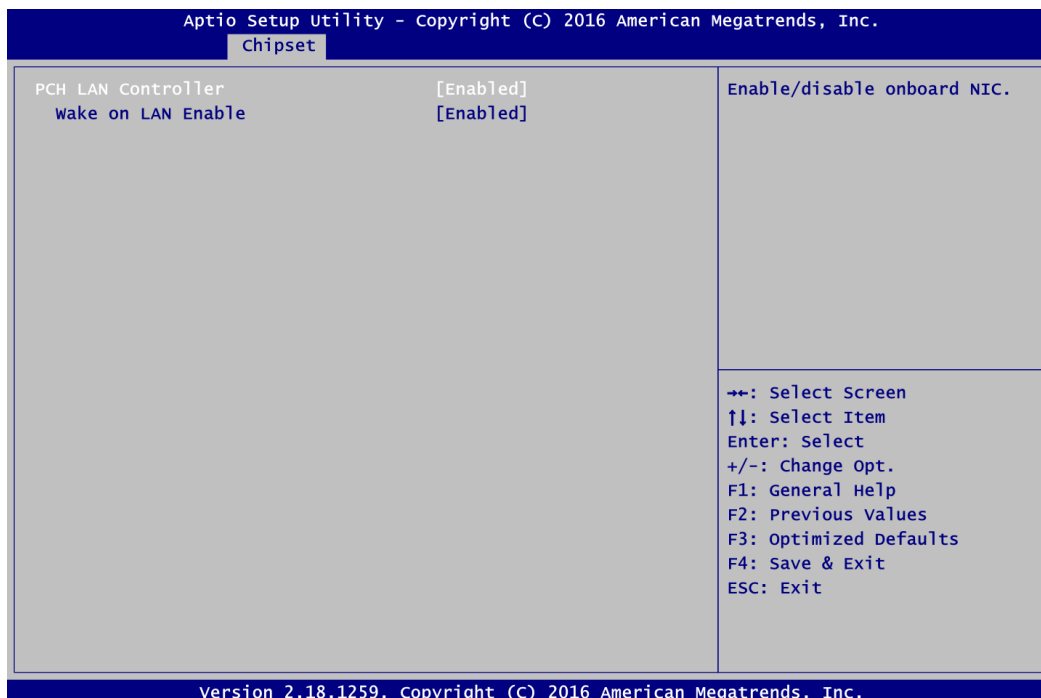 Aptio Setup Utility - Copyright (C) 2016 American Megatrends, Inc.
Chipset
PCH LAN Controller [Enabled]
Wake on LAN Enable [Enabled]
Enable/disable onboard NIC.
→←: Select Screen
↑↓: Select Item
Enter: Select
+/-: Change Opt.
F1: General Help
F2: Previous Values
F3: Optimized Defaults
F4: Save & Exit
ESC: Exit
Version 2.18.1259. Copyright (C) 2016 American Megatrends, Inc.